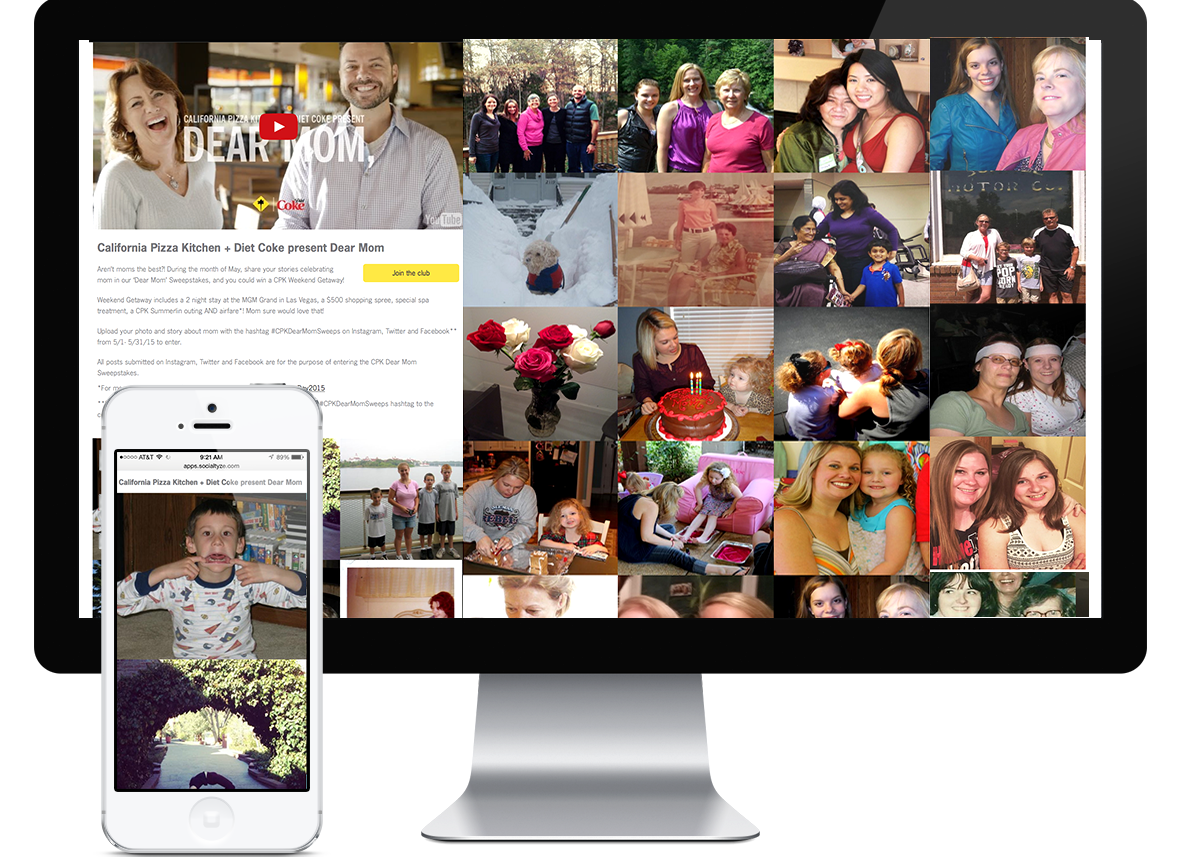 CALIFORNIA PIZZA KITCHEN + DIET COKE PRESENT
DEAR MOM,
Coke
YouTube
California Pizza Kitchen + Diet Coke present Dear Mom
Aren't moms the best?! During the month of May, share your stories celebrating
mom in our 'Dear Mom' Sweepstakes, and you could win a CPK Weekend Getaway!
Join the club
Weekend Getaway includes a 2 night stay at the MGM Grand in Las Vegas, a $500 shopping spree, special spa
treatment, a CPK Summerlin outing AND airfare*! Mom sure would love that!
Upload your photo and story about mom with the hashtag #CPKDearMomSweeps on Instagram, Twitter and Facebook**
from 5/1- 5/31/15 to enter.
All posts submitted on Instagram, Twitter and Facebook are for the purpose of entering the CPK Dear Mom
Sweepstakes.
*For
2015
#CPKDearMomSweeps hashtag to the
MOTOR CO.
POP
AT&T 9:21 AM 89%
apps.socialtyze.com
California Pizza Kitchen + Diet Coke present Dear Mom